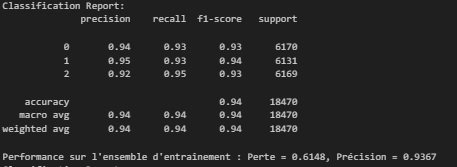 Classification Report:
precision recall f1-score support
0 0.94 0.93 0.93 6170
1 0.95 0.93 0.94 6131
2 0.92 0.95 0.93 6169
accuracy 0.94 18470
macro avg 0.94 0.94 0.94 18470
weighted avg 0.94 0.94 0.94 18470
Performance sur l'ensemble d'entraînement : Perte = 0.6148, Précision = 0.9367